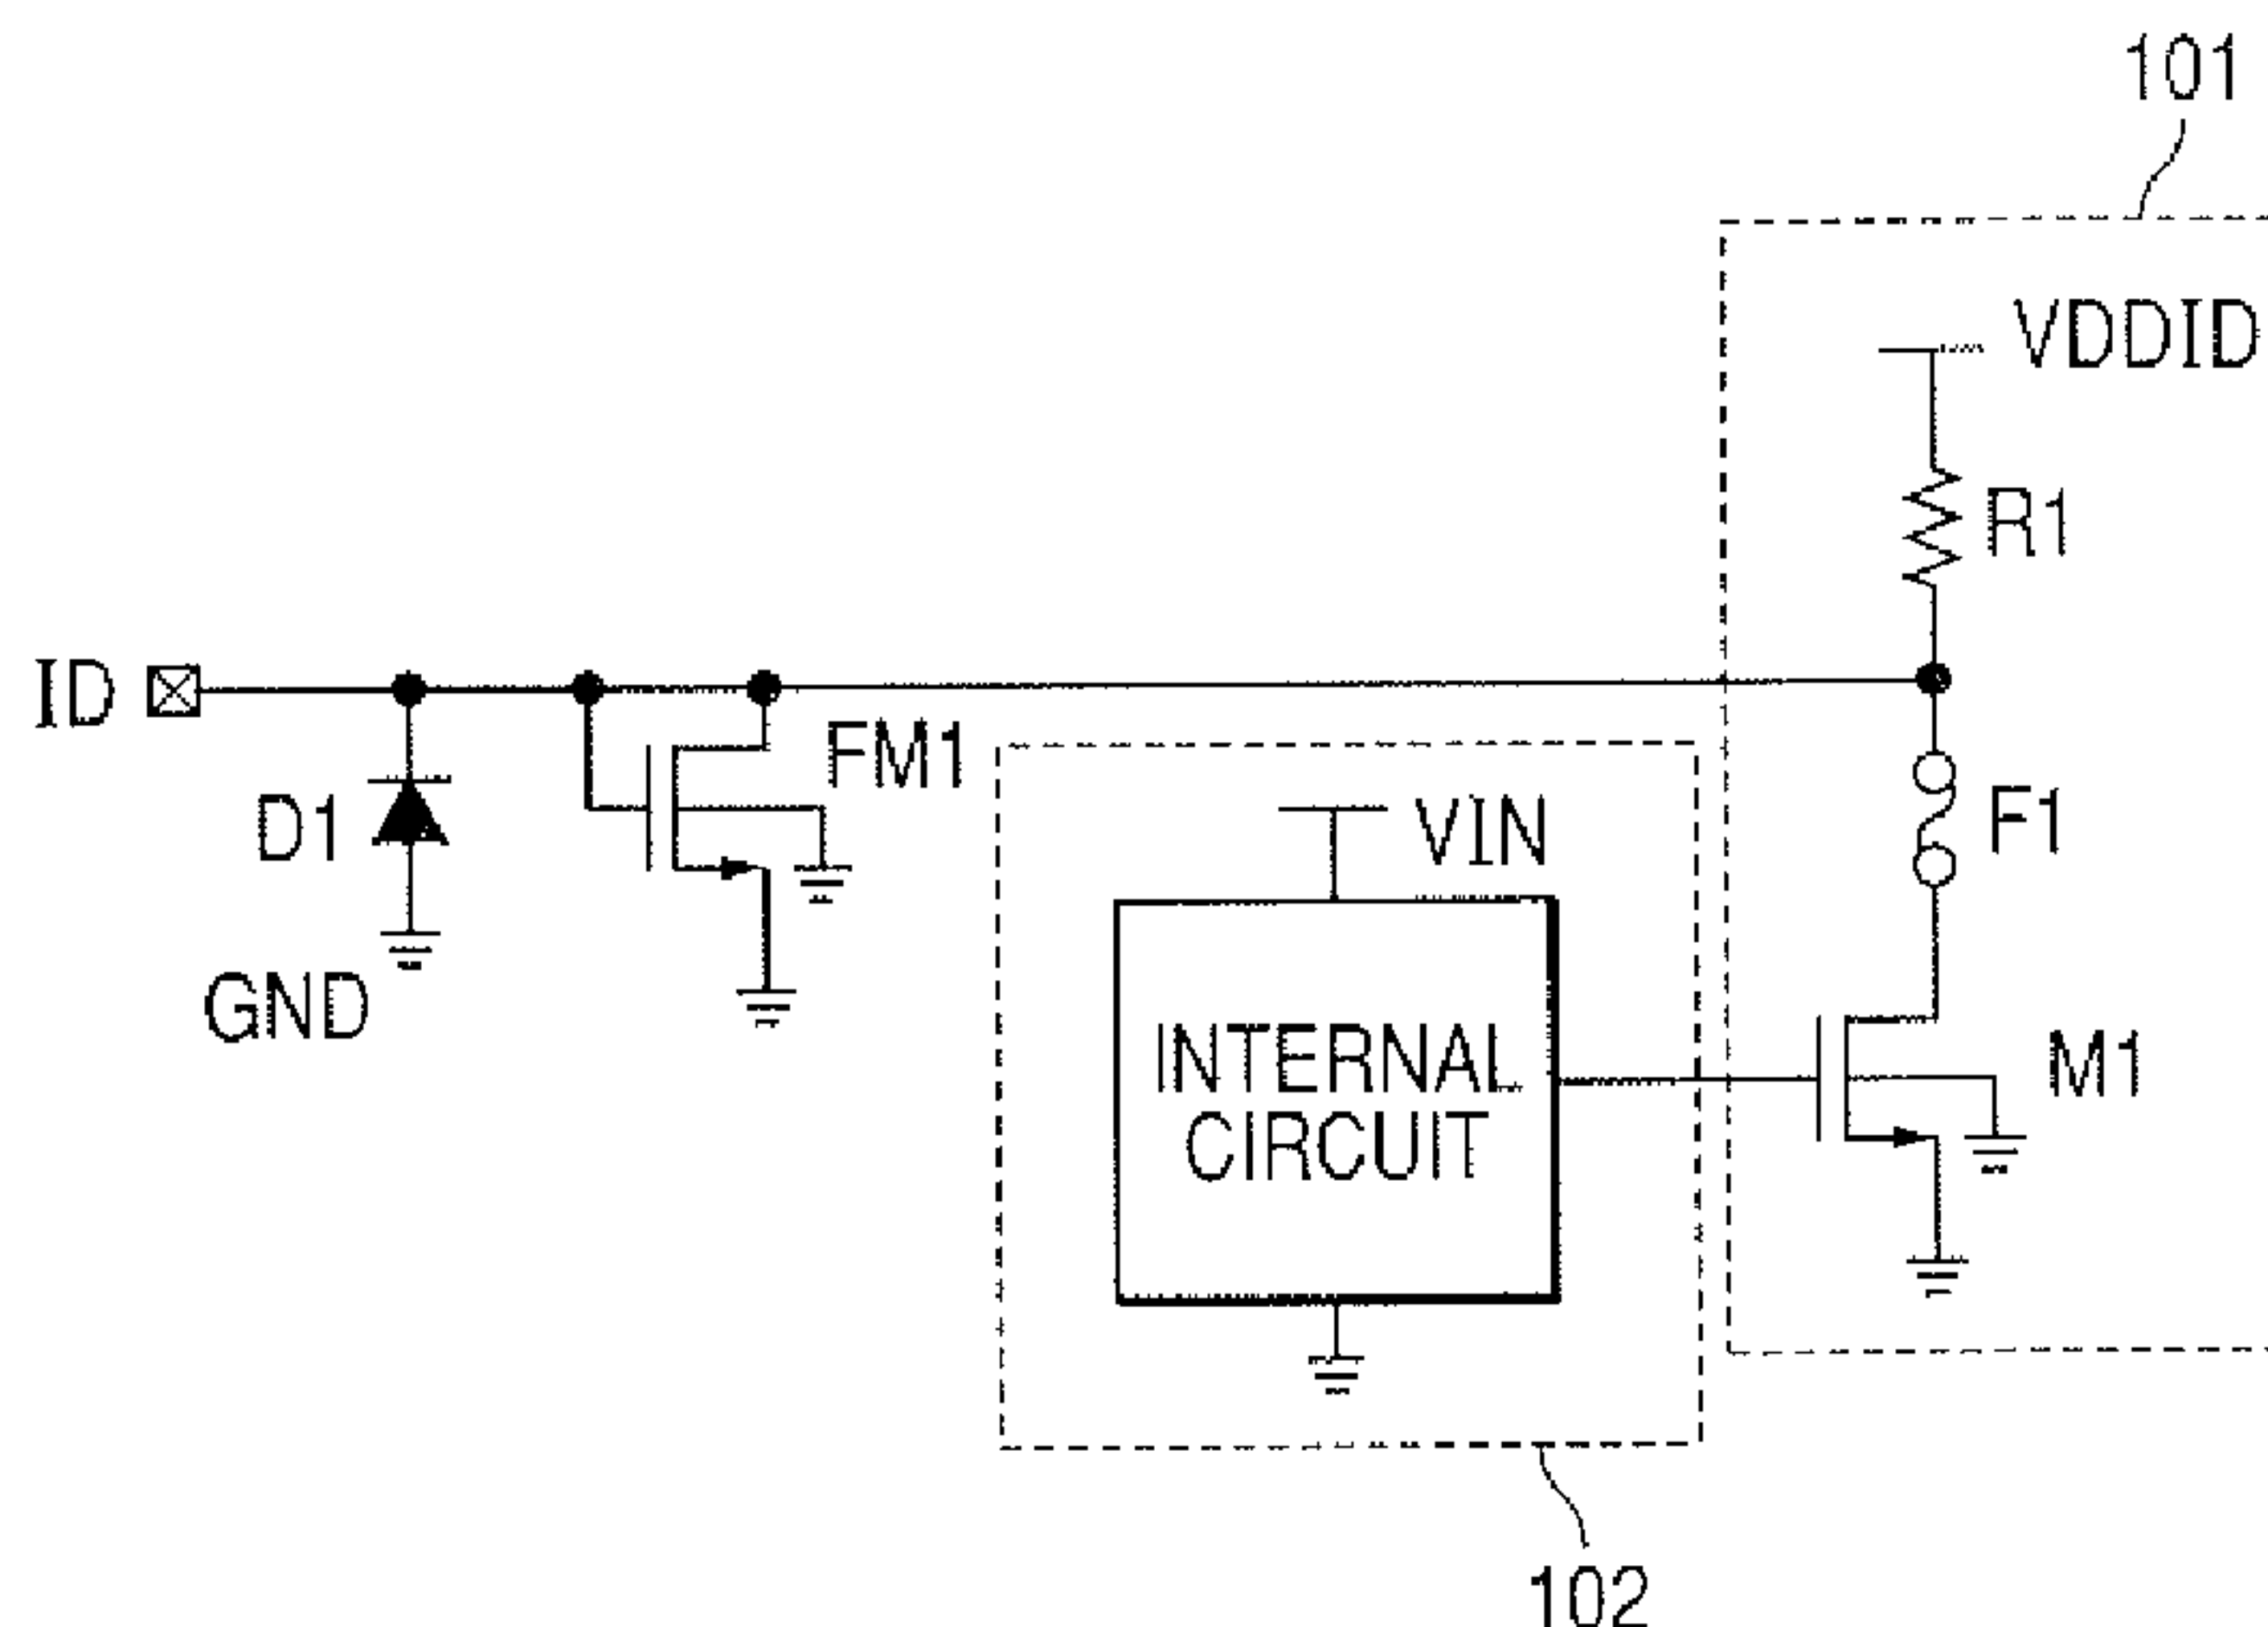 101
VDDID
R1
ID
FM1
D1
VIN
F1
GND
INTERNAL
CIRCUIT
M1
102